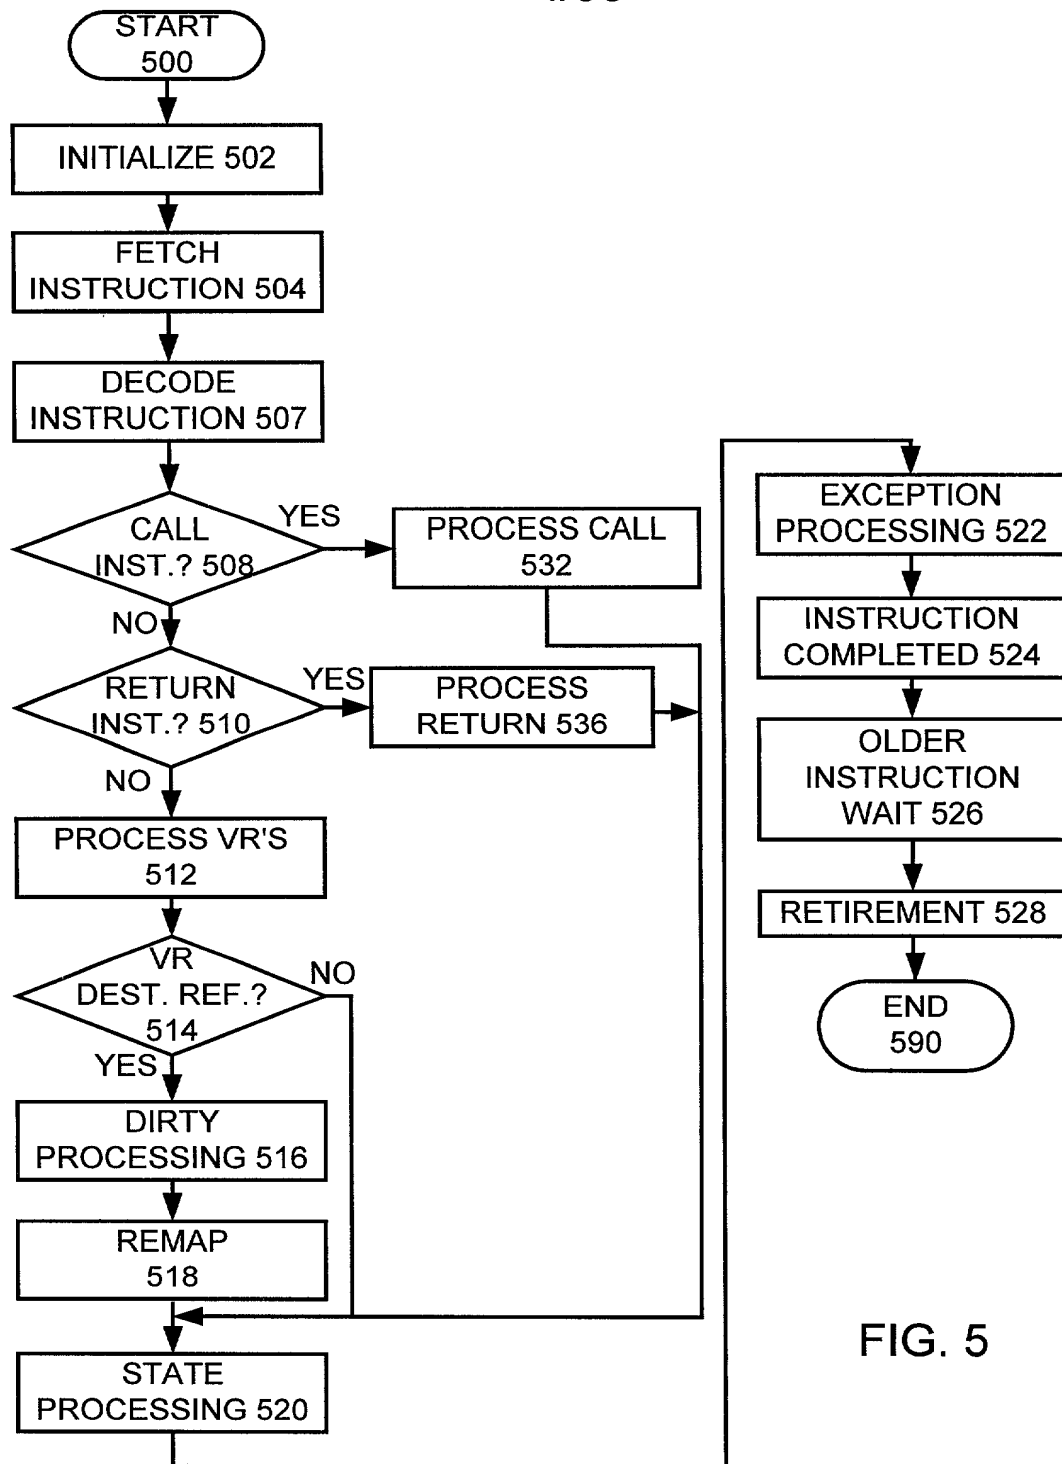 START
500
INITIALIZE 502
FETCH
INSTRUCTION 504
DECODE
INSTRUCTION 507
CALL
INST.? 508
YES
PROCESS CALL
532
NO
RETURN
INST.? 510
YES
PROCESS
RETURN 536
NO
PROCESS VR'S
512
VR
DEST. REF.?
514
NO
YES
DIRTY
PROCESSING 516
REMAP
518
STATE
PROCESSING 520
EXCEPTION
PROCESSING 522
INSTRUCTION
COMPLETED 524
OLDER
INSTRUCTION
WAIT 526
RETIREMENT 528
END
590
FIG. 5